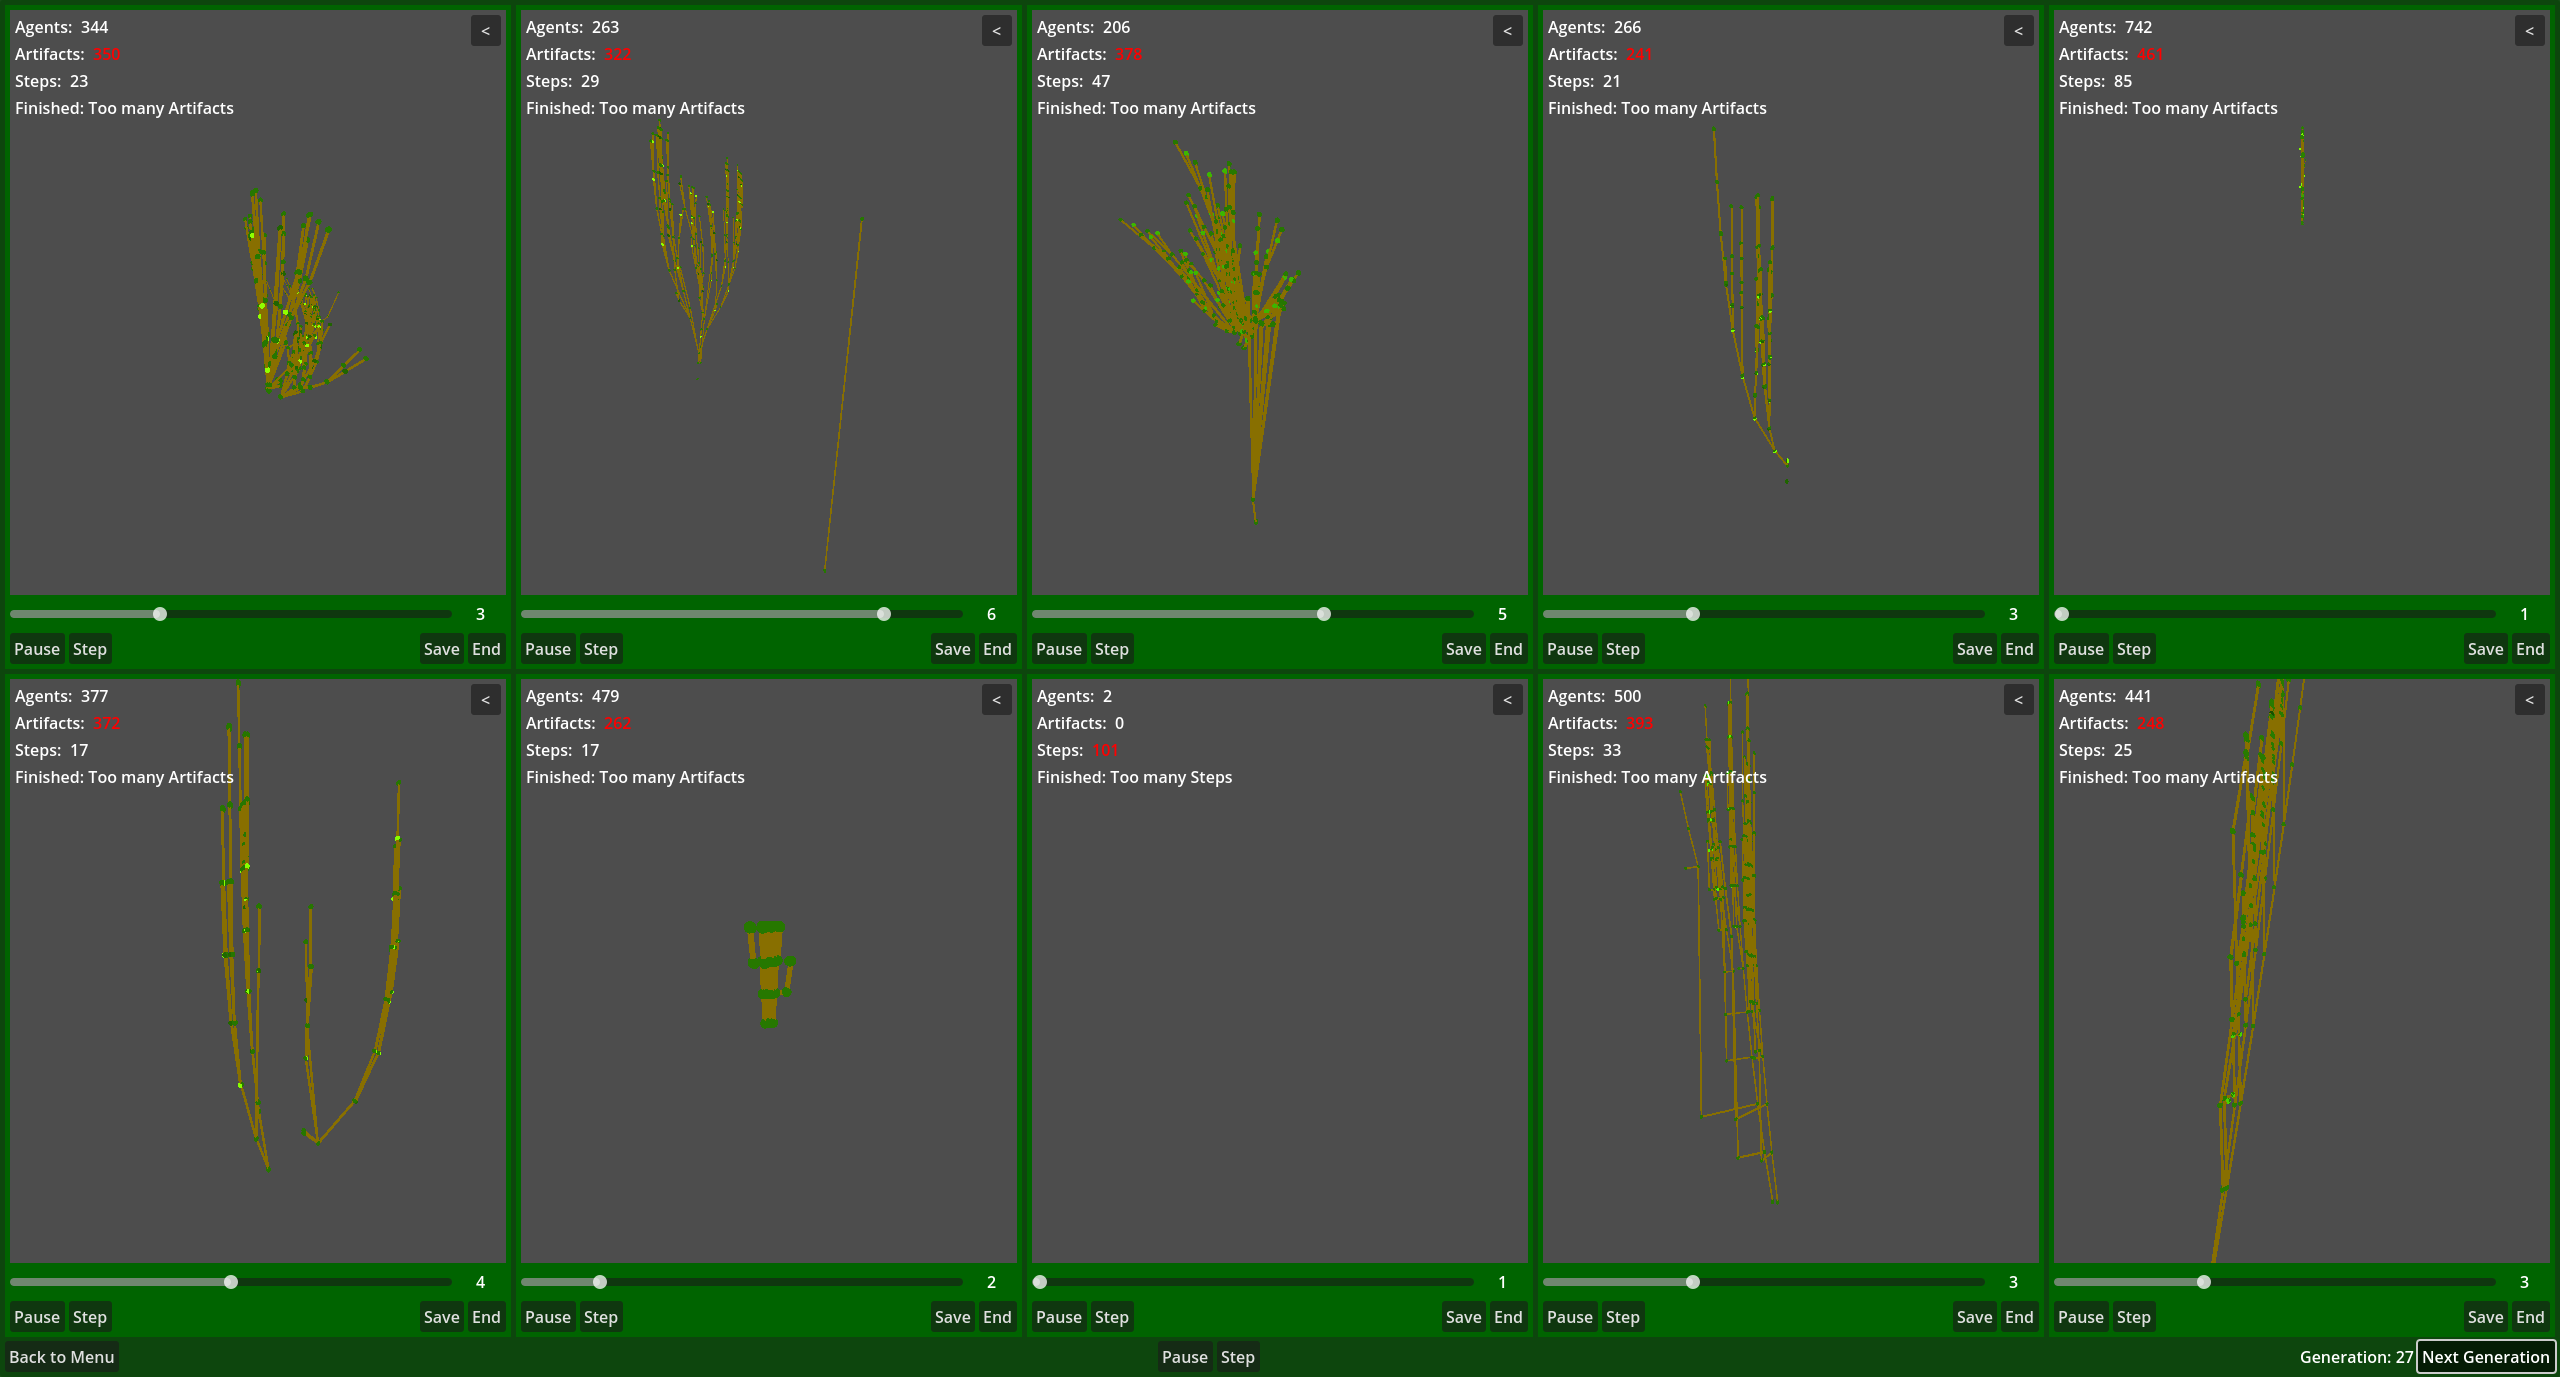 Agents: 344
<
Artifacts: 350
Steps: 23
Finished: Too many Artifacts
3
Pause Step Save End
Agents: 263
<
Artifacts: 322
Steps: 29
Finished: Too many Artifacts
6
Pause Step Save End
Agents: 206
<
Artifacts: 378
Steps: 47
Finished: Too many Artifacts
5
Pause Step Save End
Agents: 266
<
Artifacts: 241
Steps: 21
Finished: Too many Artifacts
3
Pause Step Save End
Agents: 742
<
Artifacts: 461
Steps: 85
Finished: Too many Artifacts
1
Pause Step Save End
Agents: 377
<
Artifacts: 372
Steps: 17
Finished: Too many Artifacts
4
Pause Step Save End
Agents: 479
<
Artifacts: 262
Steps: 17
Finished: Too many Artifacts
2
Pause Step Save End
Agents: 2
<
Artifacts: 0
Steps: 101
Finished: Too many Steps
1
Pause Step Save End
Agents: 500
<
Artifacts: 393
Steps: 33
Finished: Too many Artifacts
3
Pause Step Save End
Agents: 441
<
Artifacts: 248
Steps: 25
Finished: Too many Artifacts
3
Pause Step Save End
Back to Menu Pause Step Generation: 27 Next Generation